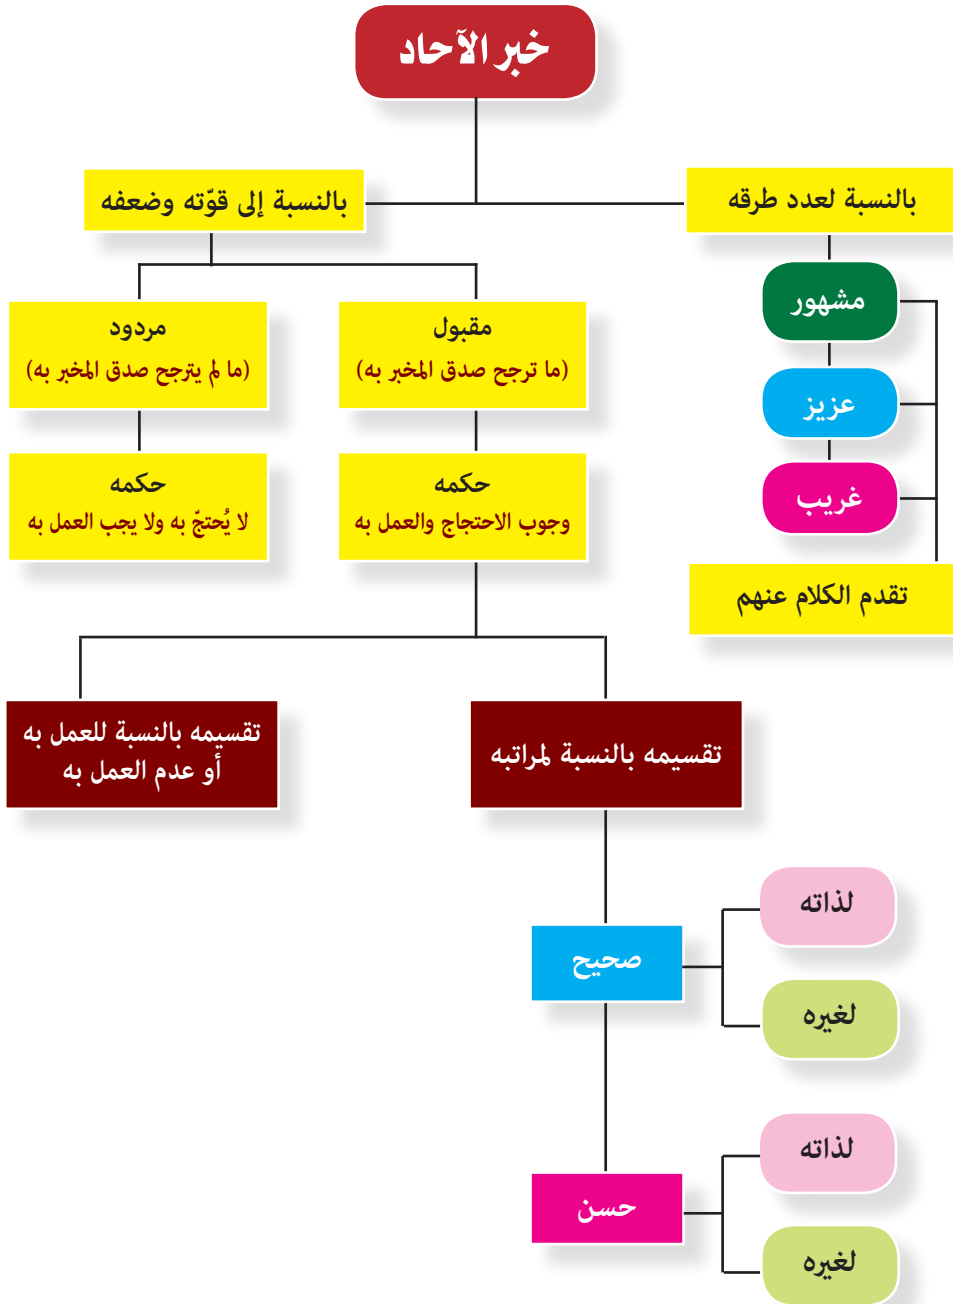 خبر الآحاد
بالنسبة لعدد طرقه
بالنسبة إلى قوّته وضعفه
مشهور
عزيز
غريب
تقدم الكلام عنهم
مقبول
(ما ترجح صدق المخبر به)
مردود
(ما لم يترجح صدق المخبر به)
حكمه
وجوب الاحتجاج والعمل به
حكمه
لا يُحتجّ به ولا يجب العمل به
تقسيمه بالنسبة لمراتبه
تقسيمه بالنسبة للعمل به
أو عدم العمل به
صحيح
لذاته
لغيره
حسن
لذاته
لغيره